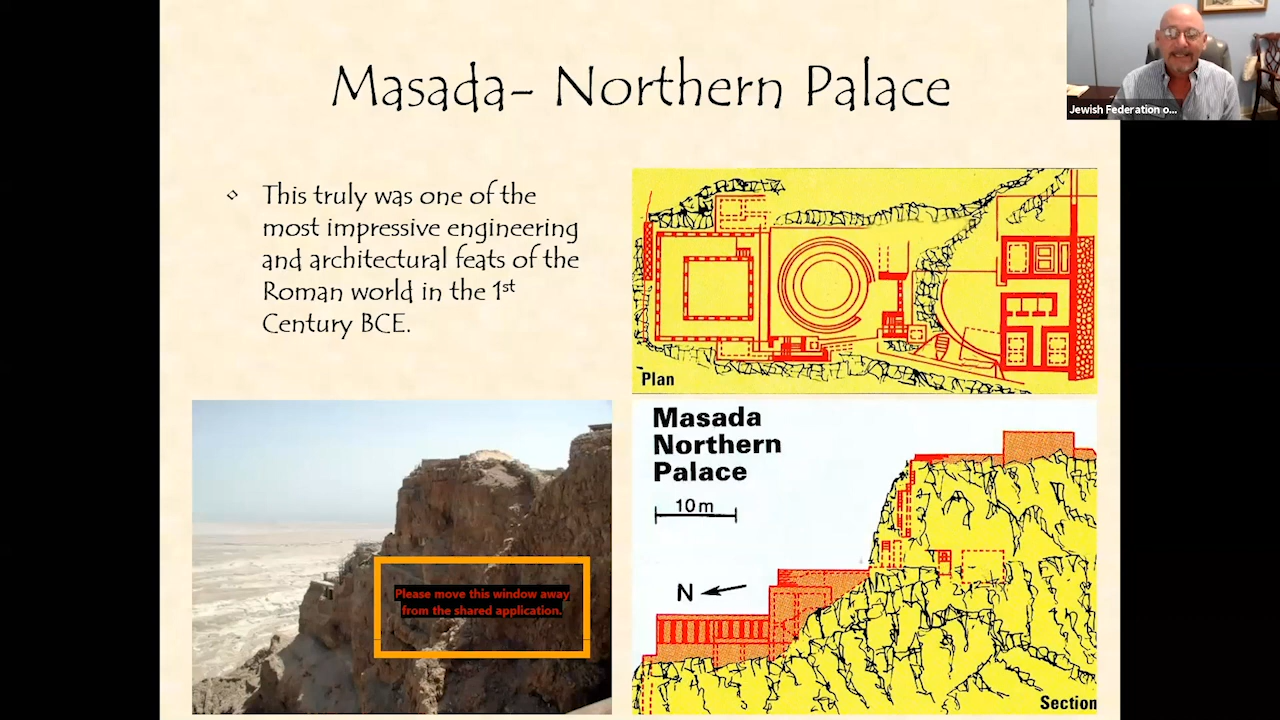 Masada- Northern Palace
Jewish Federation o...
This truly was one of the
most impressive engineering
and architectural feats of the
Roman world in the 1st
Century BCE.
Plan
Please move this window away
from the shared application.
Masada
Northern
Palace
10 m
N
Section